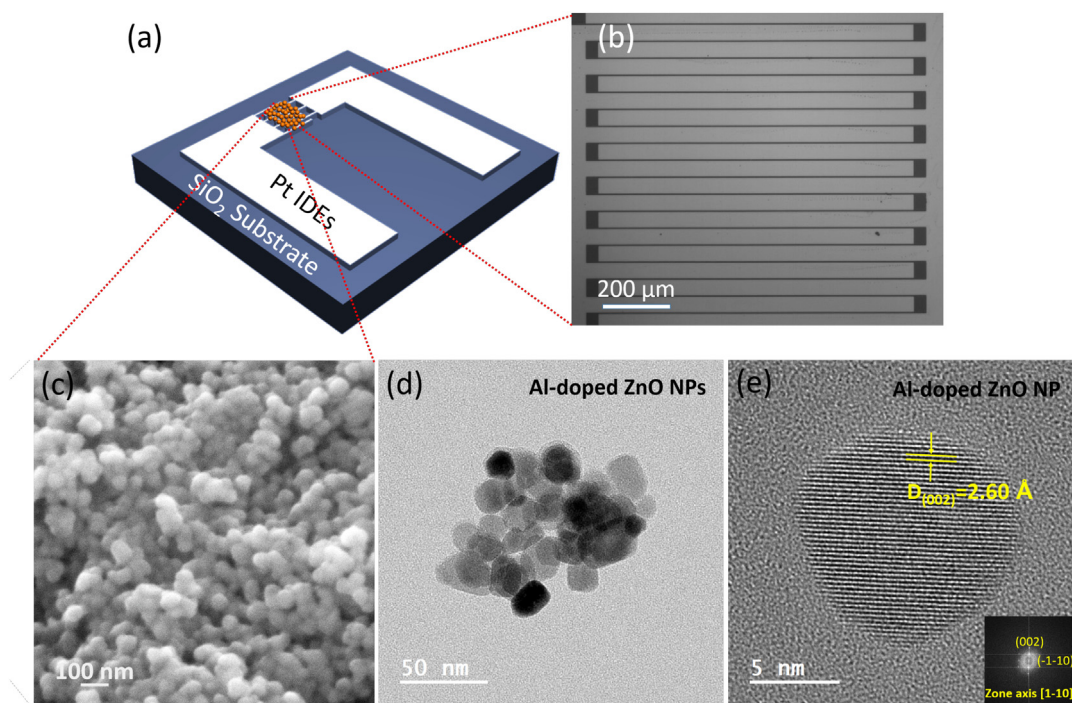 (a)
Pt IDEs
SiO₂ Substrate
(b)
200 µm
(c)
100 nm
(d)
Al-doped ZnO NPs
50 nm
(e)
Al-doped ZnO NP
D(002)=2.60 Å
5 nm
(002)
(-1-10)
Zone axis [1-10]